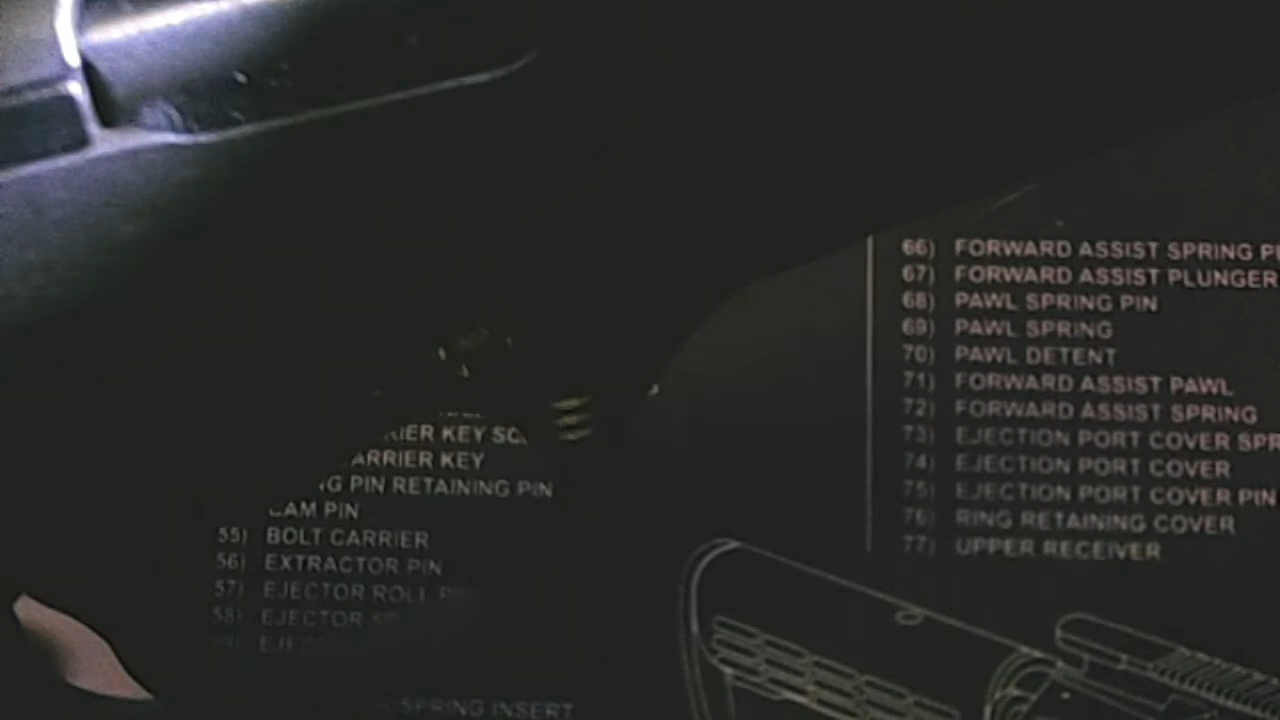 KEY
ARRIER KEY
PIN RETAINING PIN
CAM PIN
55) BOLT CARRIER
56) EXTRACTOR PIN
57) EJECTOR ROLL
58) EJECTOR
SPRING INSERT
66) FORWARD ASSIST SPRING
67) FORWARD ASSIST PLUNGER
68) PAWL SPRING PIN
69) PAWL SPRING
70) PAWL DETENT
71) FORWARD ASSIST PAWL
72) FORWARD ASSIST SPRING
73) EJECTION PORT COVER SPR
74) EJECTION PORT COVER
75) EJECTION PORT COVER PIN
76) RING RETAINING COVER
77) UPPER RECEIVER